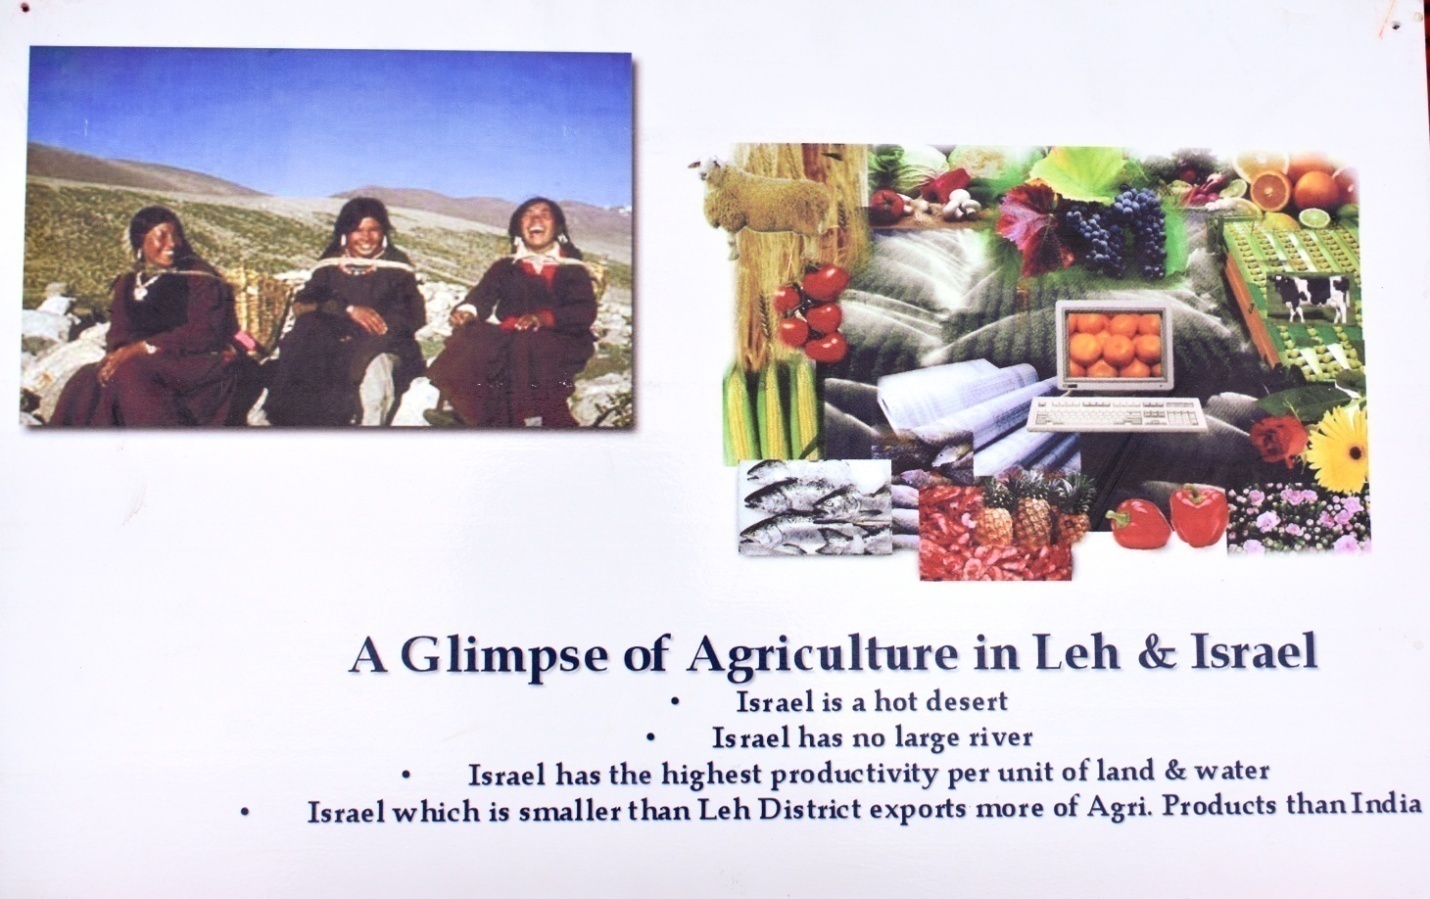 A Glimpse of Agriculture in Leh & Israel
• Israel is a hot desert
• Israel has no large river
• Israel has the highest productivity per unit of land & water
• Israel which is smaller than Leh District exports more of Agri. Products than India